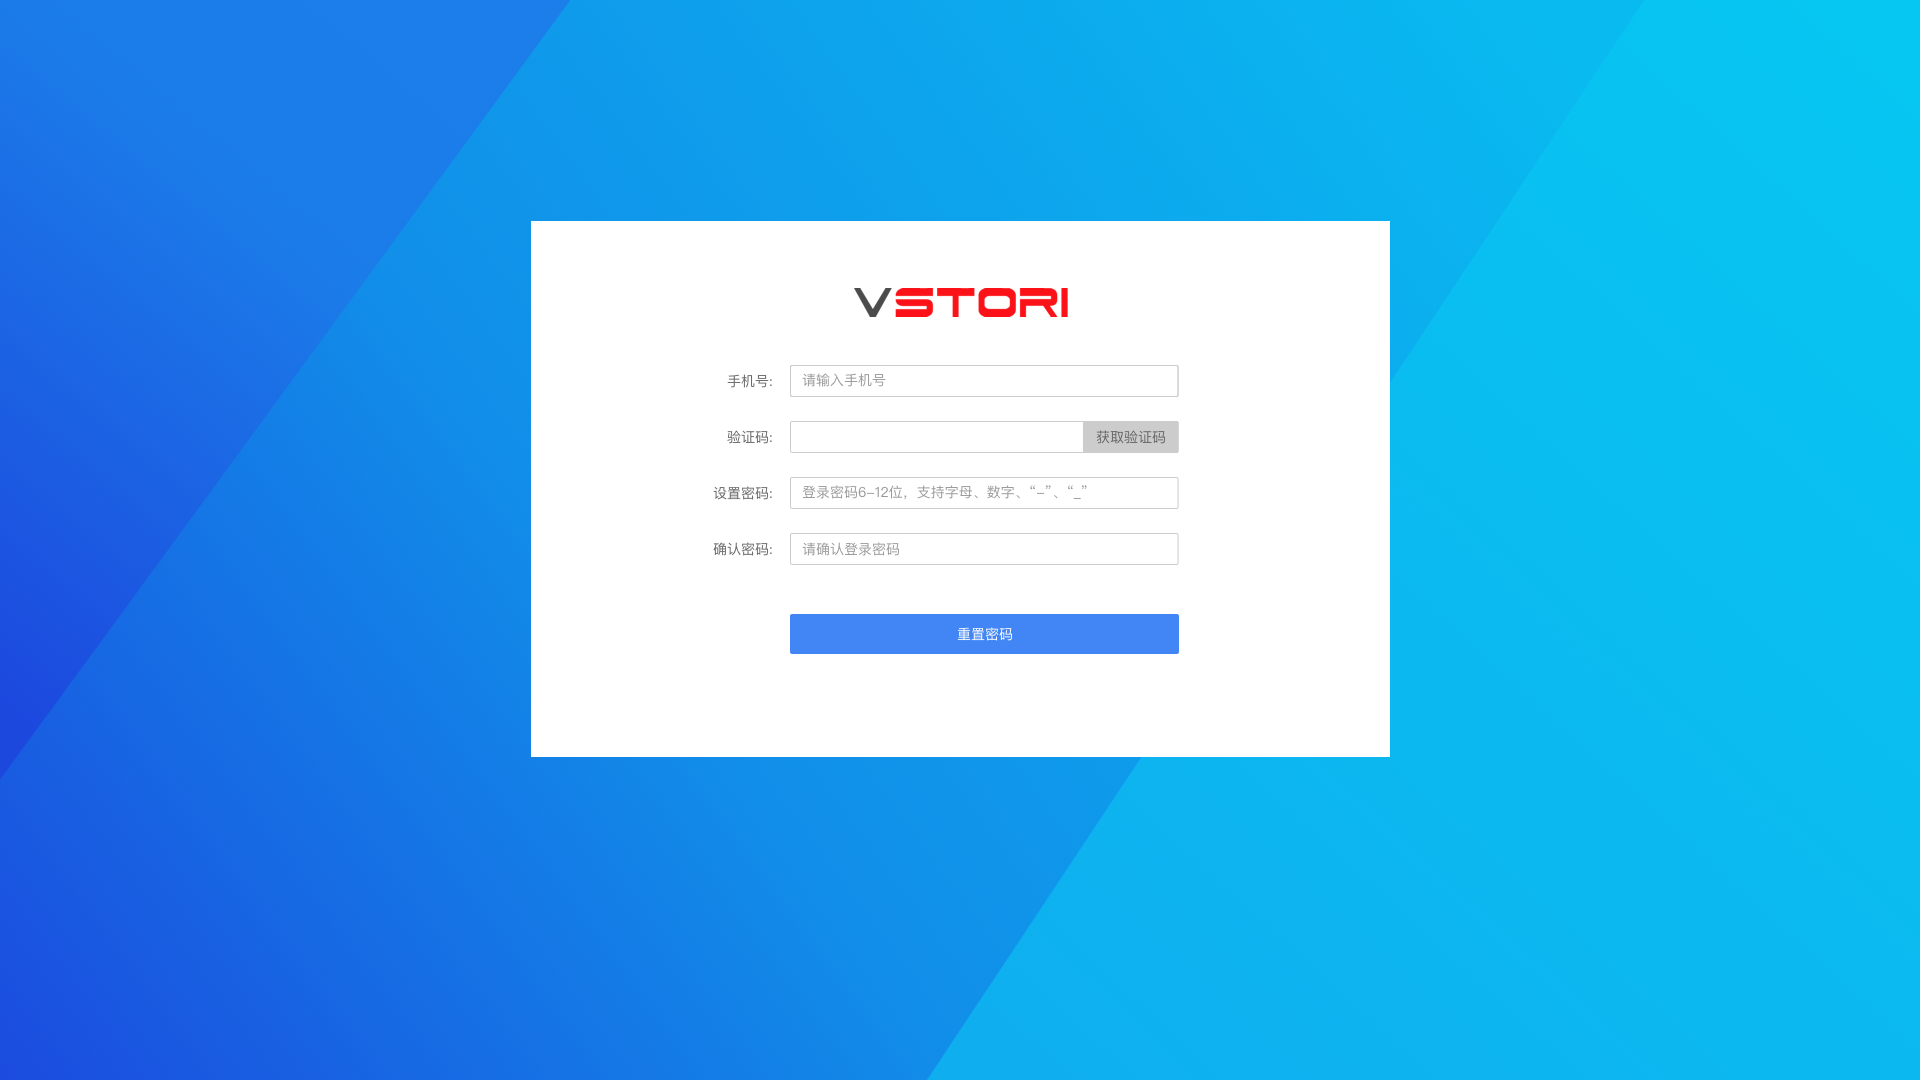 VSTORI
手机号: 请输入手机号
验证码: 获取验证码
设置密码: 登录密码6-12位，支持字母、数字、“-”、“_”
确认密码: 请确认登录密码
重置密码